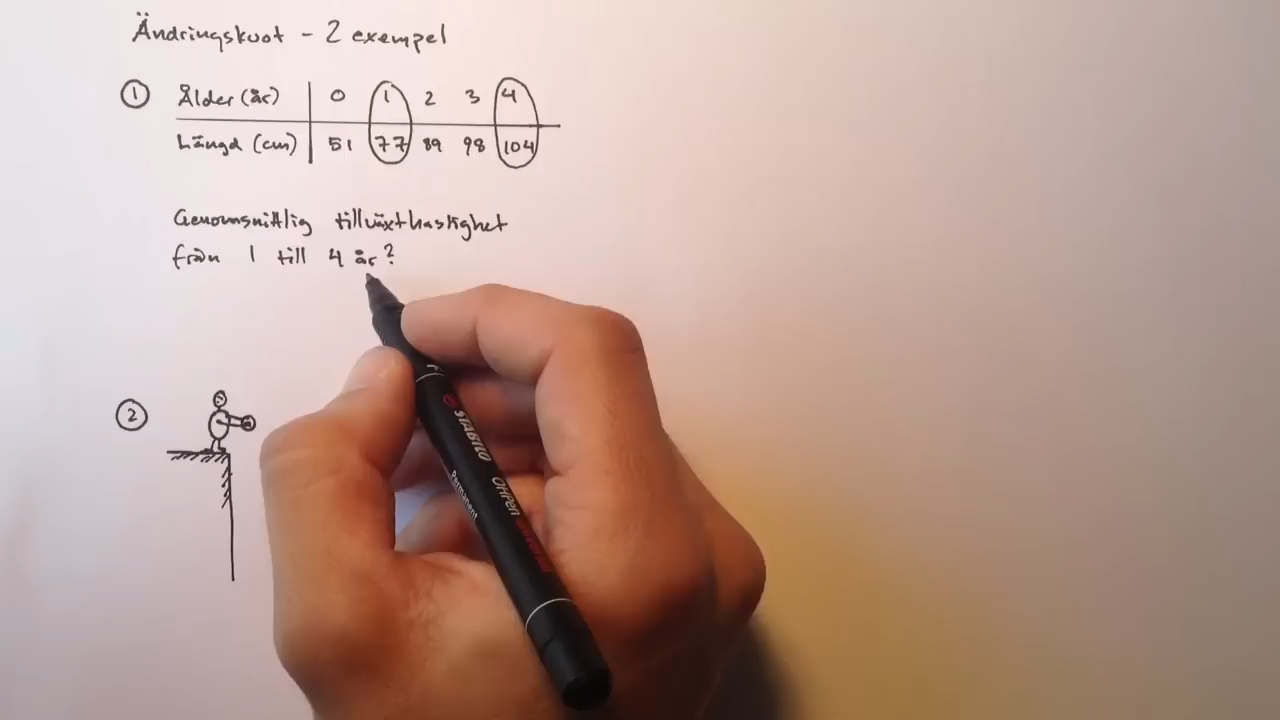 Ändringskvot - 2 exempel
① Ålder (år) 0 1 2 3 4
Längd (cm) 51 77 89 98 104
Genomsnittlig tillväxthastighet
från 1 till 4 år?
②
STABILO OHPen universal
Permanent